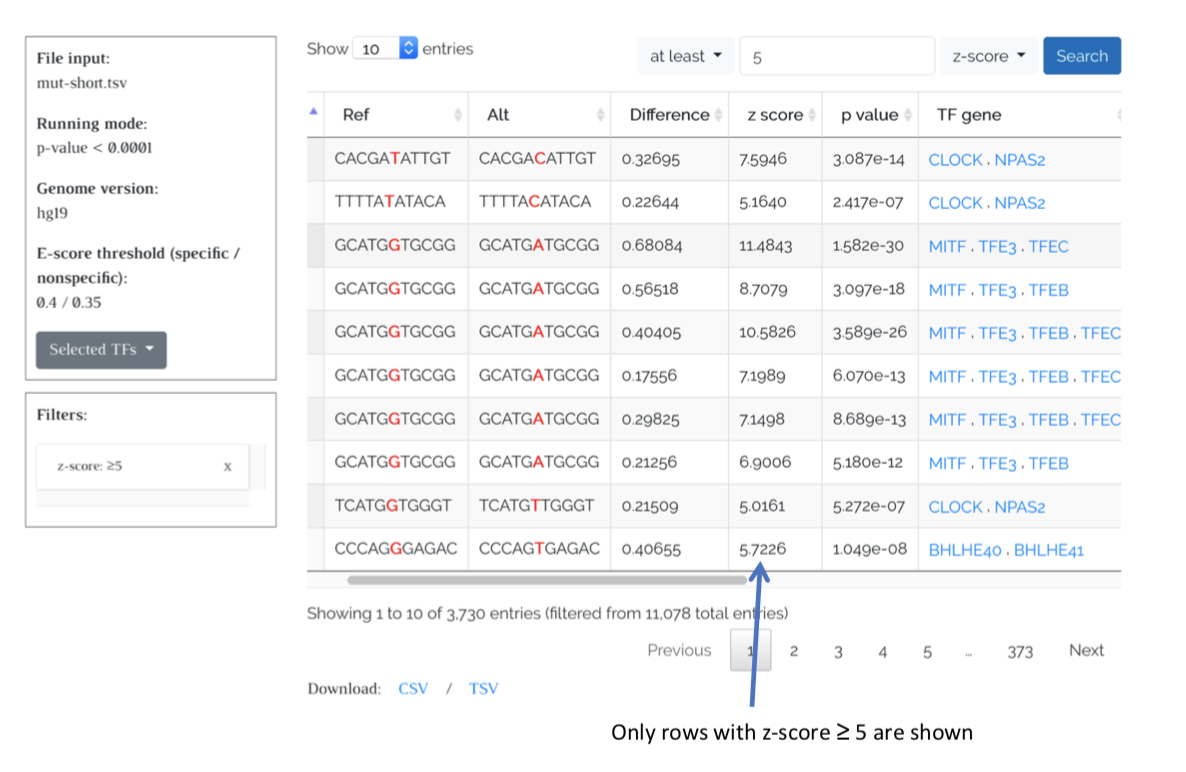 File input:
mut-short.tsv
Running mode:
p-value < 0.0001
Genome version:
hg19
E-score threshold (specific /
nonspecific):
0.4 / 0.35
Selected TFs
Filters:
z-score: ≥5 x
Show 10 entries at least 5 z-score Search
Ref Alt Difference z score p value TF gene
CACGATATTGT CACGACATTGT 0.32695 7.5946 3.087e-14 CLOCK , NPAS2
TTTTATATACA TTTTACATACA 0.22644 5.1640 2.417e-07 CLOCK , NPAS2
GCATGGTGCGG GCATGATGCGG 0.68084 11.4843 1.582e-30 MITF , TFE3 , TFEC
GCATGGTGCGG GCATGATGCGG 0.56518 8.7079 3.097e-18 MITF , TFE3 , TFEB
GCATGGTGCGG GCATGATGCGG 0.40405 10.5826 3.589e-26 MITF , TFE3 , TFEB , TFEC
GCATGGTGCGG GCATGATGCGG 0.17556 7.1989 6.070e-13 MITF , TFE3 , TFEB , TFEC
GCATGGTGCGG GCATGATGCGG 0.29825 7.1498 8.689e-13 MITF , TFE3 , TFEB , TFEC
GCATGGTGCGG GCATGATGCGG 0.21256 6.9006 5.180e-12 MITF , TFE3 , TFEB
TCATGGTGGGT TCATGTTGGGT 0.21509 5.0161 5.272e-07 CLOCK , NPAS2
CCCAGGGAGAC CCCAGTGAGAC 0.40655 5.7226 1.049e-08 BHLHE40 , BHLHE41
Showing 1 to 10 of 3,730 entries (filtered from 11,078 total entries)
Previous 1 2 3 4 5 … 373 Next
Download: CSV / TSV
Only rows with z-score ≥ 5 are shown